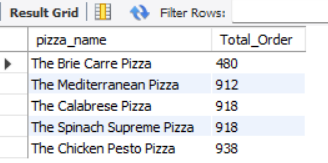 Result Grid Filter Rows:
pizza_name Total_Order
The Brie Carre Pizza 480
The Mediterranean Pizza 912
The Calabrese Pizza 918
The Spinach Supreme Pizza 918
The Chicken Pesto Pizza 938